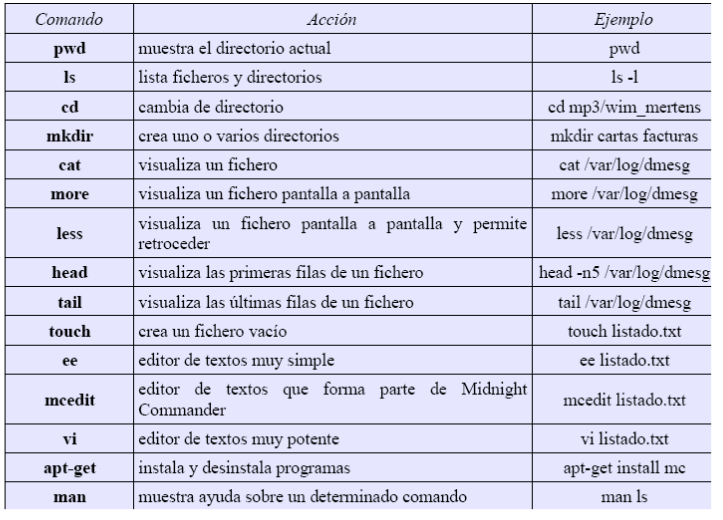 Comando Acción Ejemplo
pwd muestra el directorio actual pwd
ls lista ficheros y directorios ls -l
cd cambia de directorio cd mp3/wim_mertens
mkdir crea uno o varios directorios mkdir cartas facturas
cat visualiza un fichero cat /var/log/dmesg
more visualiza un fichero pantalla a pantalla more /var/log/dmesg
less visualiza un fichero pantalla a pantalla y permite
retroceder less /var/log/dmesg
head visualiza las primeras filas de un fichero head -n5 /var/log/dmesg
tail visualiza las últimas filas de un fichero tail /var/log/dmesg
touch crea un fichero vacío touch listado.txt
ee editor de textos muy simple ee listado.txt
mcedit editor de textos que forma parte de Midnight
Commander mcedit listado.txt
vi editor de textos muy potente vi listado.txt
apt-get instala y desinstala programas apt-get install mc
man muestra ayuda sobre un determinado comando man ls